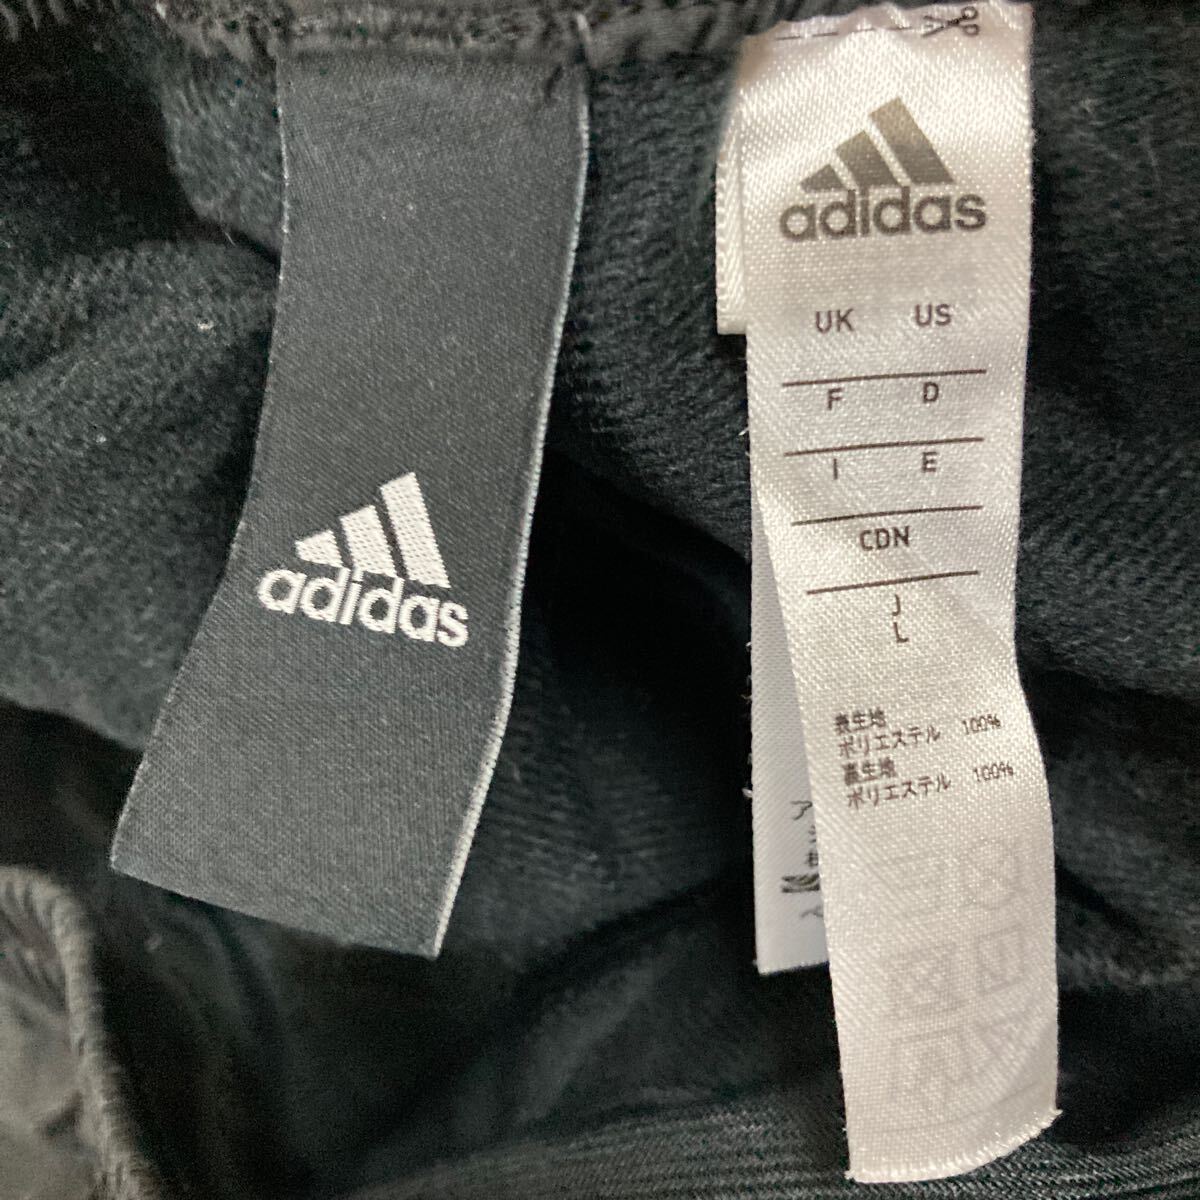 adidas
adidas
UK US
F D
I E
CDN
J
L
表生地
ポリエステル 100%
裏生地
ポリエステル 100%
ア